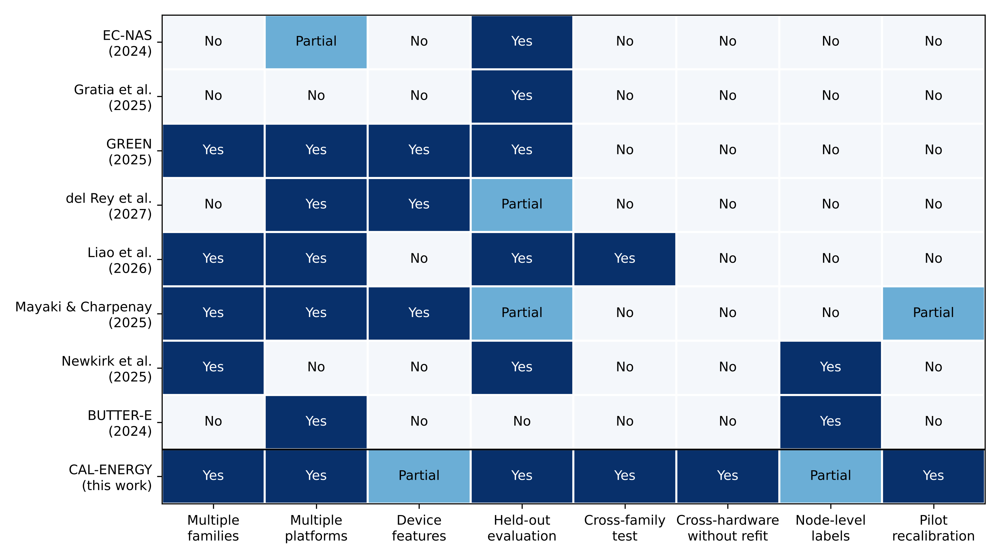 EC-NAS
(2024)
No Partial No Yes No No No No
Gratia et al.
(2025)
No No No Yes No No No No
GREEN
(2025)
Yes Yes Yes Yes No No No No
del Rey et al.
(2027)
No Yes Yes Partial No No No No
Liao et al.
(2026)
Yes Yes No Yes Yes No No No
Mayaki & Charpenay
(2025)
Yes Yes Yes Partial No No No Partial
Newkirk et al.
(2025)
Yes No No Yes No No Yes No
BUTTER-E
(2024)
No Yes No No No No Yes No
CAL-ENERGY
(this work)
Yes Yes Partial Yes Yes Yes Partial Yes
Multiple
families
Multiple
platforms
Device
features
Held-out
evaluation
Cross-family
test
Cross-hardware
without refit
Node-level
labels
Pilot
recalibration